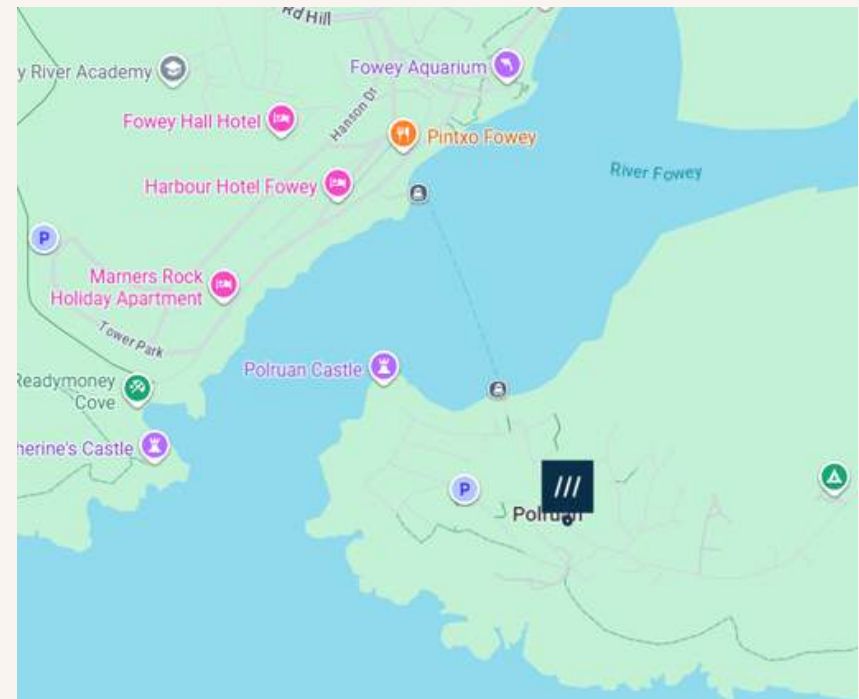 Rd Hill
Fowey Aquarium
y River Academy
Fowey Hall Hotel
Hanson Dr
Pintxo Fowey
River Fowey
Harbour Hotel Fowey
P
Marners Rock
Holiday Apartment
Tower Park
Polruan Castle
Readymoney
Cove
herine's Castle
P
///
Polruan